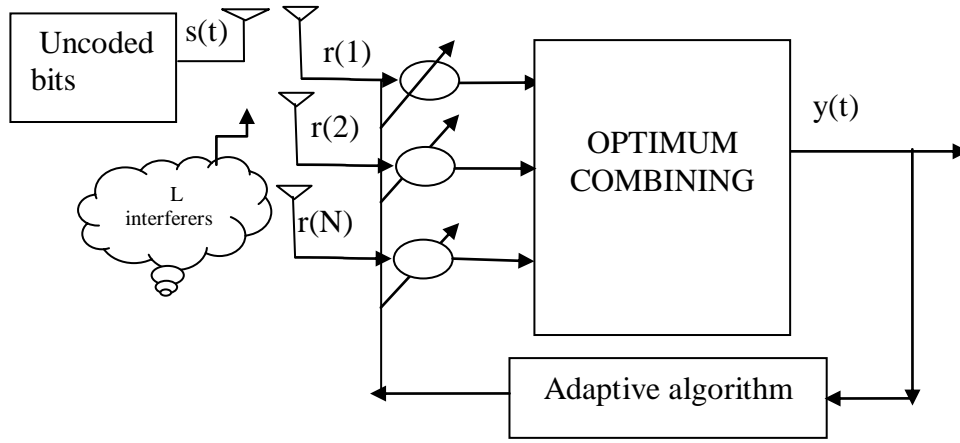 Uncoded
bits
s(t)
r(1)
r(2)
r(N)
L
interferers
OPTIMUM
COMBINING
y(t)
Adaptive algorithm